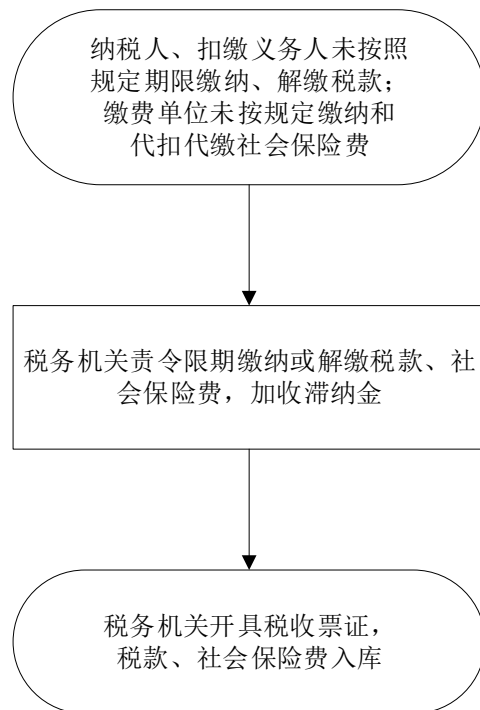 纳税人、扣缴义务人未按照
规定期限缴纳、解缴税款;
缴费单位未按规定缴纳和
代扣代缴社会保险费
税务机关责令限期缴纳或解缴税款、社
会保险费，加收滞纳金
税务机关开具税收票证，
税款、社会保险费入库